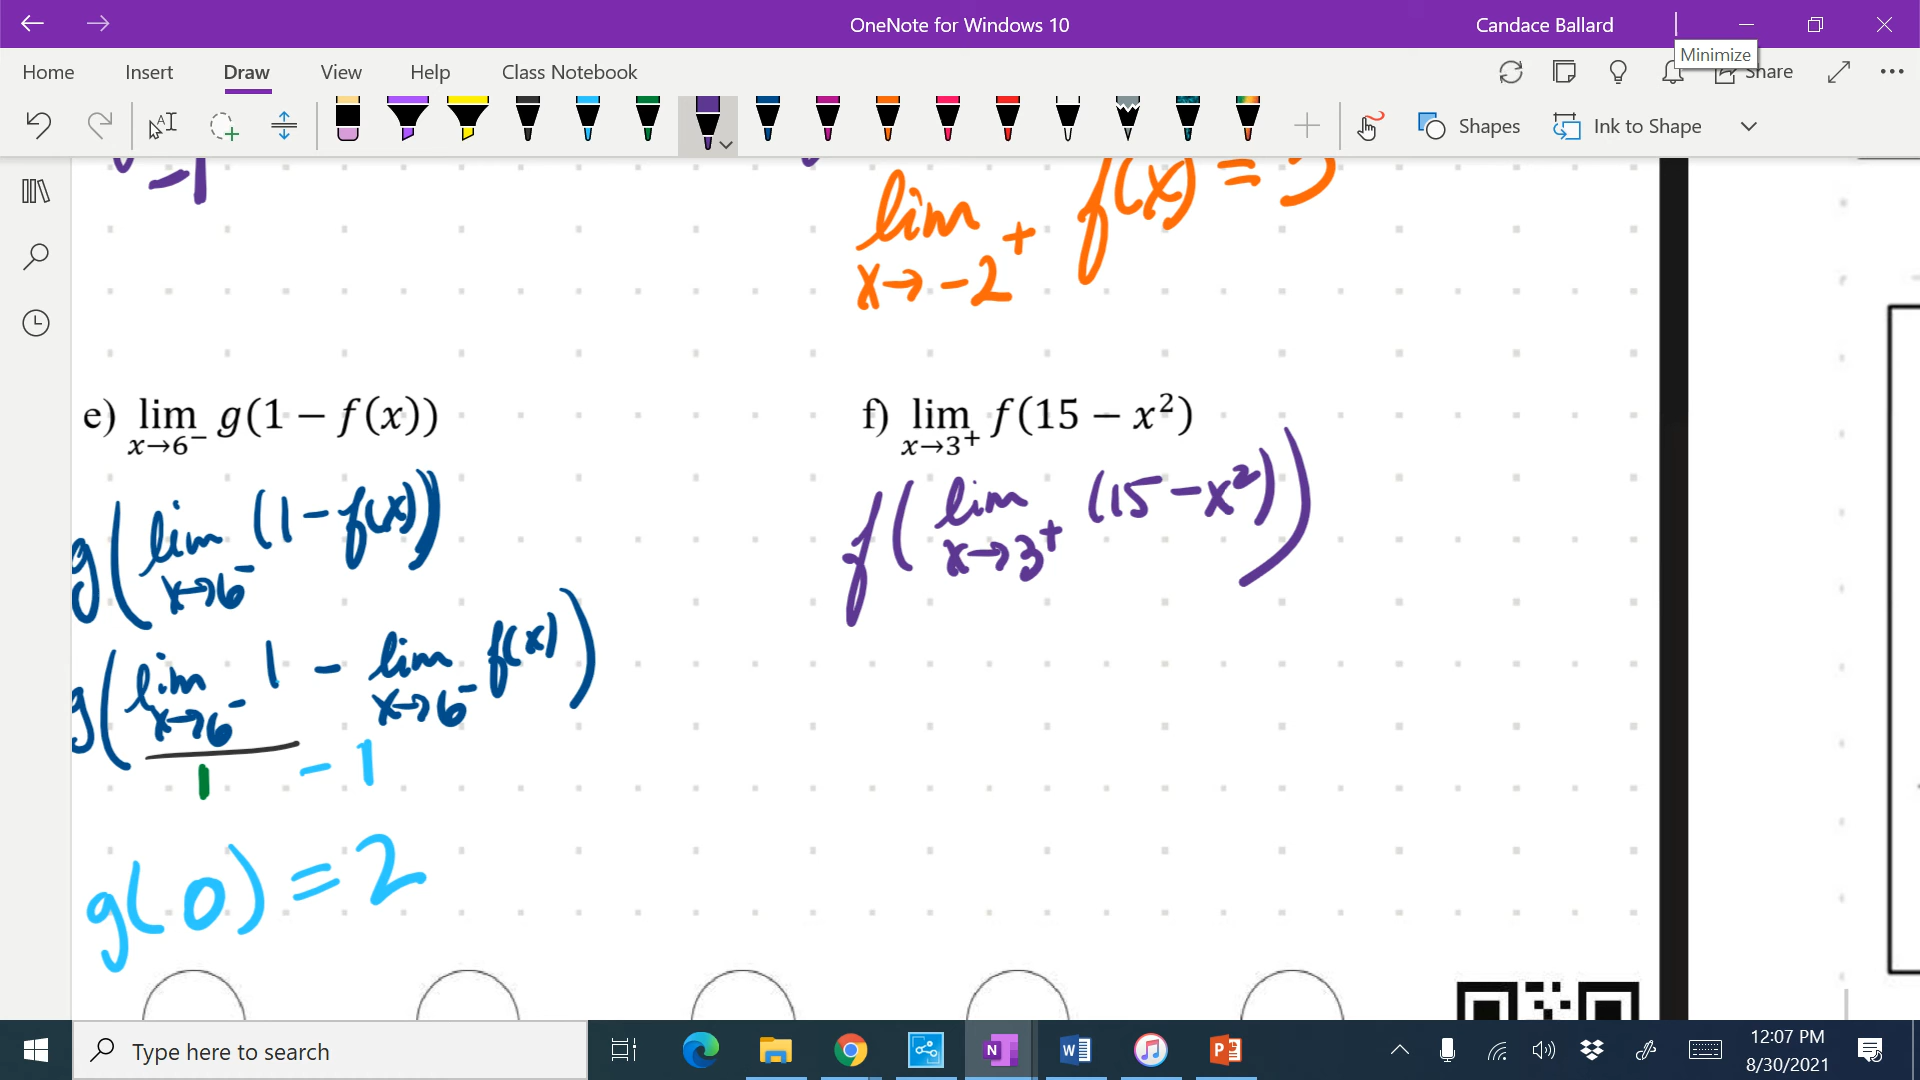 OneNote for Windows 10
Candace Ballard
Minimize
Home Insert Draw View Help Class Notebook
Share
Shapes Ink to Shape
-1
lim f(x) =
x→-2⁺
e) lim g(1 − f(x))
x→6⁻
f) lim f(15 − x²)
x→3⁺
g(lim (1-f(x))
x→6⁻
f(lim (15-x²))
x→3⁺
g(lim 1 - lim f(x))
x→6⁻ x→6⁻
1 - 1
g(0) = 2
Type here to search
12:07 PM
8/30/2021